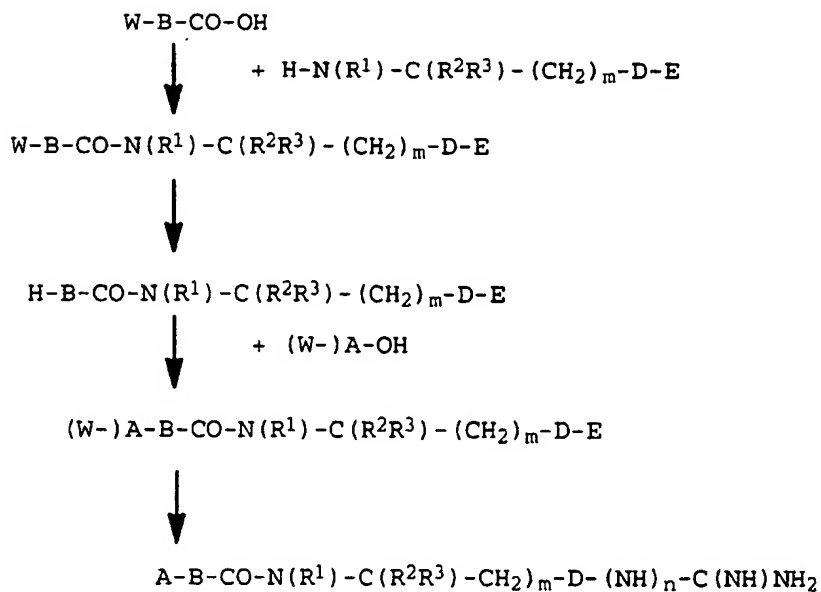 W-B-CO-OH
+ H-N(R¹)-C(R²R³)-(CH₂)ₘ-D-E
W-B-CO-N(R¹)-C(R²R³)-(CH₂)ₘ-D-E
H-B-CO-N(R¹)-C(R²R³)-(CH₂)ₘ-D-E
+ (W-)A-OH
(W-)A-B-CO-N(R¹)-C(R²R³)-(CH₂)ₘ-D-E
A-B-CO-N(R¹)-C(R²R³)-CH₂)ₘ-D-(NH)ₙ-C(NH)NH₂